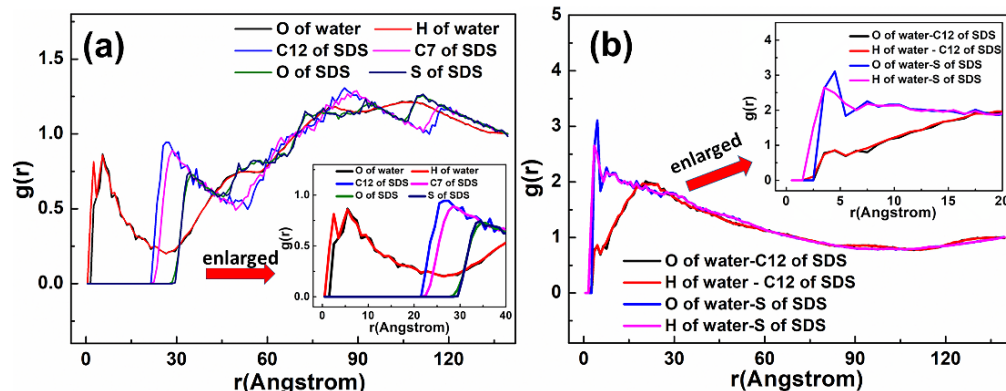 (a)
O of water H of water
C12 of SDS C7 of SDS
O of SDS S of SDS
1.5
1.0
0.5
0.0
g(r)
0 30 60 90 120
r(Angstrom)
enlarged
O of water H of water
C12 of SDS C7 of SDS
O of SDS S of SDS
1.0
0.5
0.0
g(r)
0 10 20 30 40
r(Angstrom)
(b)
5
4
3
2
1
0
g(r)
0 30 60 90 120
r(Angstrom)
enlarged
O of water-C12 of SDS
H of water - C12 of SDS
O of water-S of SDS
H of water-S of SDS
O of water-C12 of SDS
H of water - C12 of SDS
O of water-S of SDS
H of water-S of SDS
4
3
2
1
0
g(r)
0 5 10 15 20
r(Angstrom)